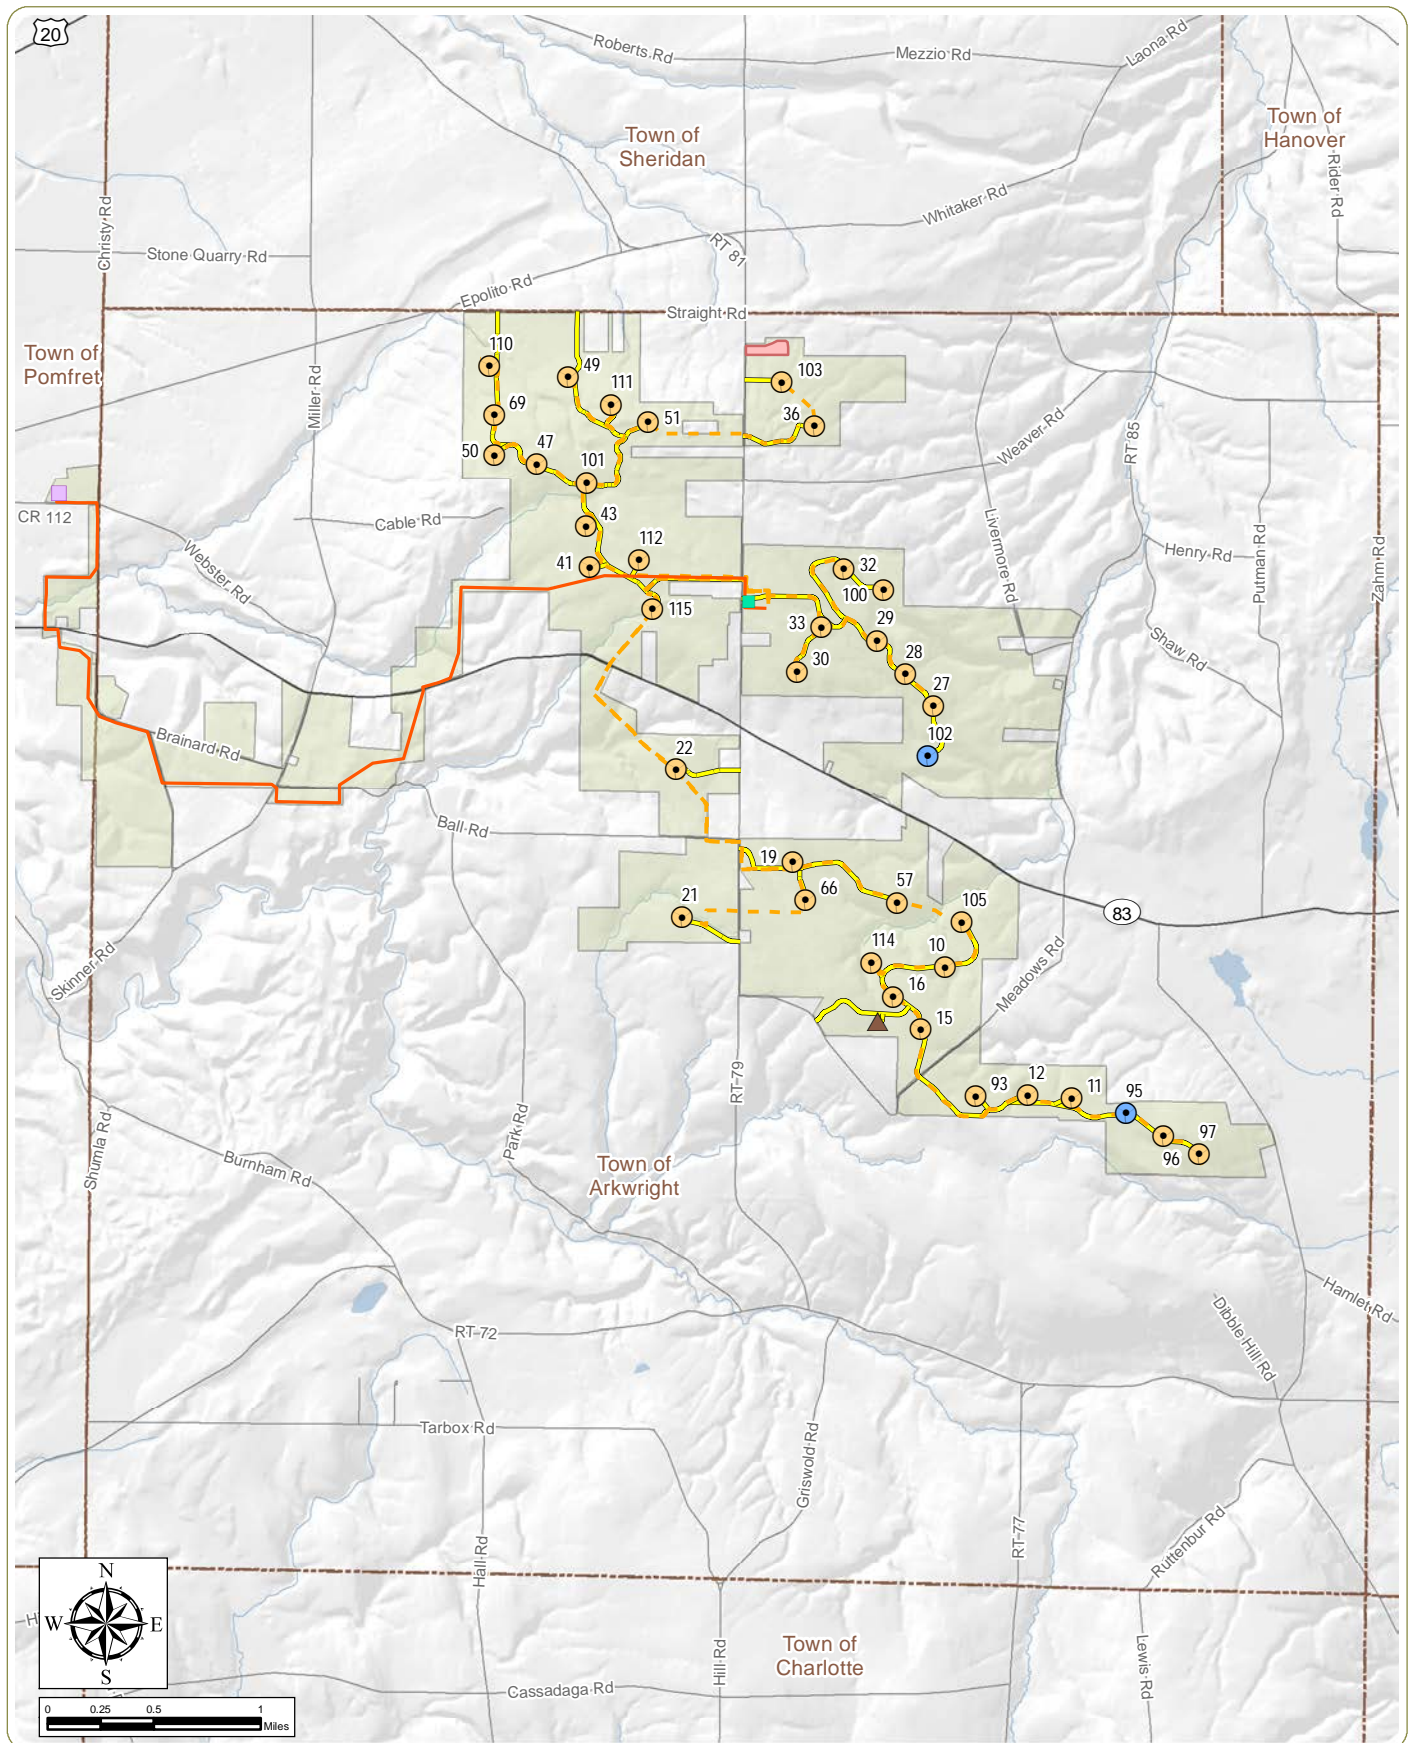 20
Roberts Rd
Mezzio Rd
Laona Rd
Town of
Sheridan
Town of
Hanover
Rider Rd
Christy Rd
Whitaker Rd
Stone Quarry Rd
RT 81
Epolito Rd
Straight Rd
Town of
Pomfret
Miller Rd
110
49
111
103
69
51
36
50
47
101
Weaver Rd
RT 85
CR 112
Cable Rd
43
Webster Rd
41
112
32
100
Livermore Rd
Henry Rd
Putman Rd
Zahm Rd
115
33
29
30
28
Shaw Rd
27
102
Brainard Rd
22
Ball Rd
19
66
57
21
105
83
114
10
Skinner Rd
16
15
Meadows Rd
RT 79
93
12
11
95
96
97
Shumla Rd
Park Rd
Burnham Rd
Town of
Arkwright
Hamlet Rd
Dibble Hill Rd
RT 72
Tarbox Rd
Griswold Rd
Hall Rd
RT 77
Ruttenbur Rd
N
W
E
S
Town of
Charlotte
Hill Rd
Lewis Rd
Cassadaga Rd
0
0.25
0.5
1
Miles